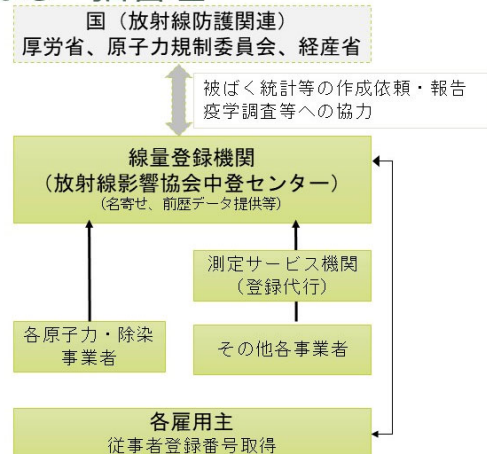 国（放射線防護関連）
厚労省、原子力規制委員会、経産省
被ばく統計等の作成依頼・報告
疫学調査等への協力
線量登録機関
（放射線影響協会中登センター）
（名寄せ、前歴データ提供等）
測定サービス機関
（登録代行）
各原子力・除染
事業者
その他各事業者
各雇用主
従事者登録番号取得